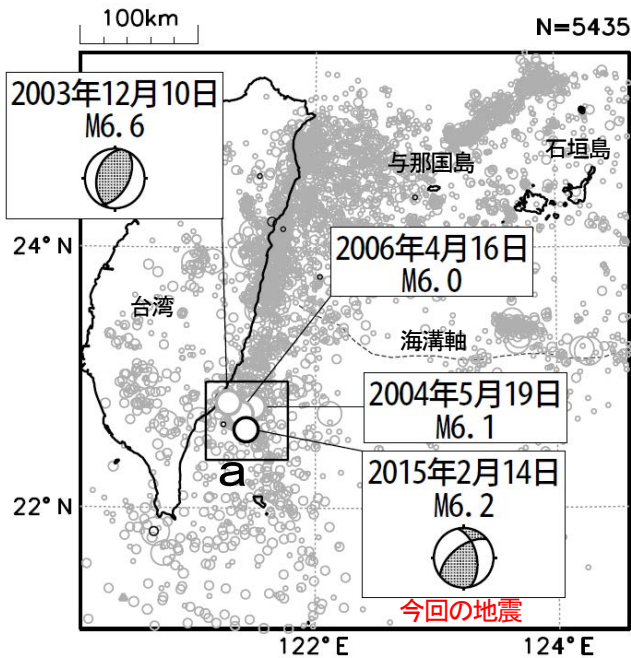 100km
N=5435
2003年12月10日
M6.6
与那国島
石垣島
24°N
2006年4月16日
M6.0
台湾
海溝軸
2004年5月19日
M6.1
a
2015年2月14日
M6.2
22°N
今回の地震
122°E
124°E